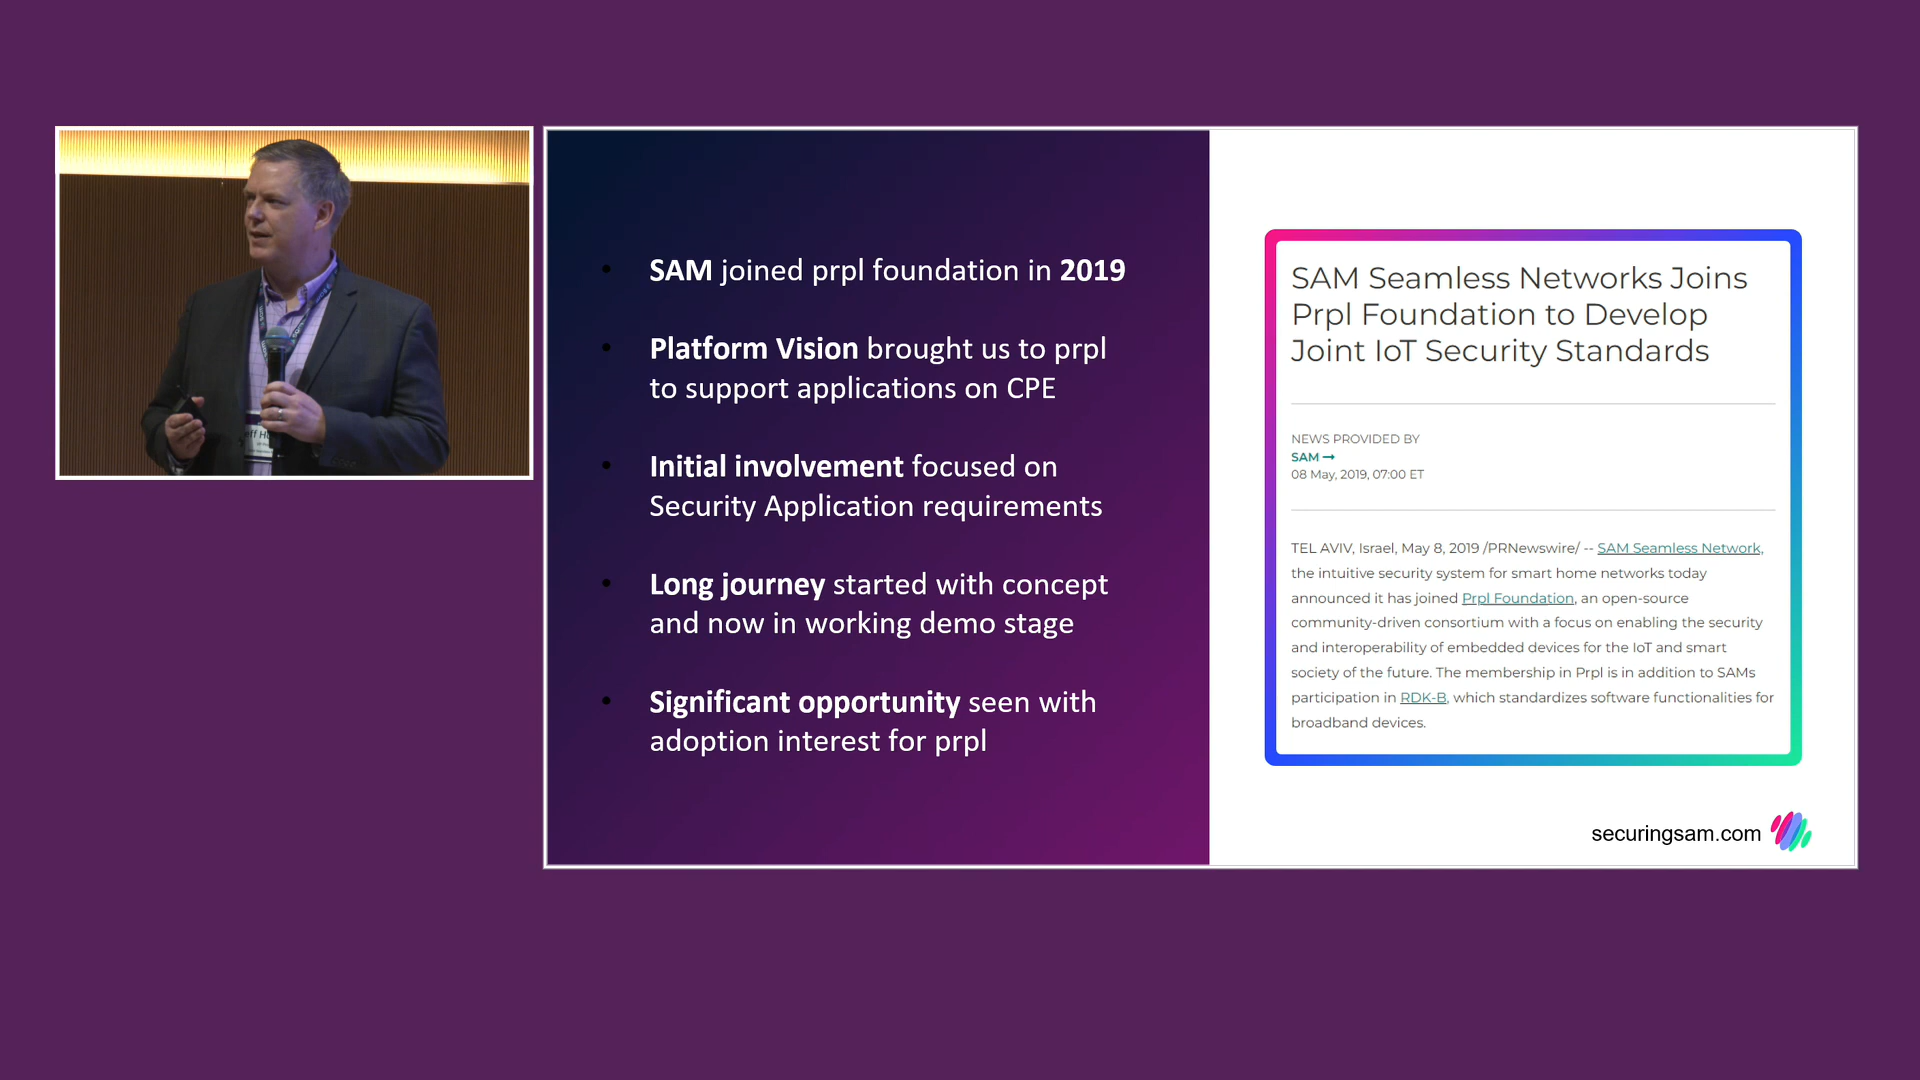 SAM joined prpl foundation in 2019
Platform Vision brought us to prpl
to support applications on CPE
Initial involvement focused on
Security Application requirements
Long journey started with concept
and now in working demo stage
Significant opportunity seen with
adoption interest for prpl
SAM Seamless Networks Joins
Prpl Foundation to Develop
Joint IoT Security Standards
NEWS PROVIDED BY
SAM→
08 May, 2019, 07:00 ET
TEL AVIV, Israel, May 8, 2019 /PRNewswire/ -- SAM Seamless Network,
the intuitive security system for smart home networks today
announced it has joined Prpl Foundation, an open-source
community-driven consortium with a focus on enabling the security
and interoperability of embedded devices for the IoT and smart
society of the future. The membership in Prpl is in addition to SAMs
participation in RDK-B, which standardizes software functionalities for
broadband devices.
securingsam.com